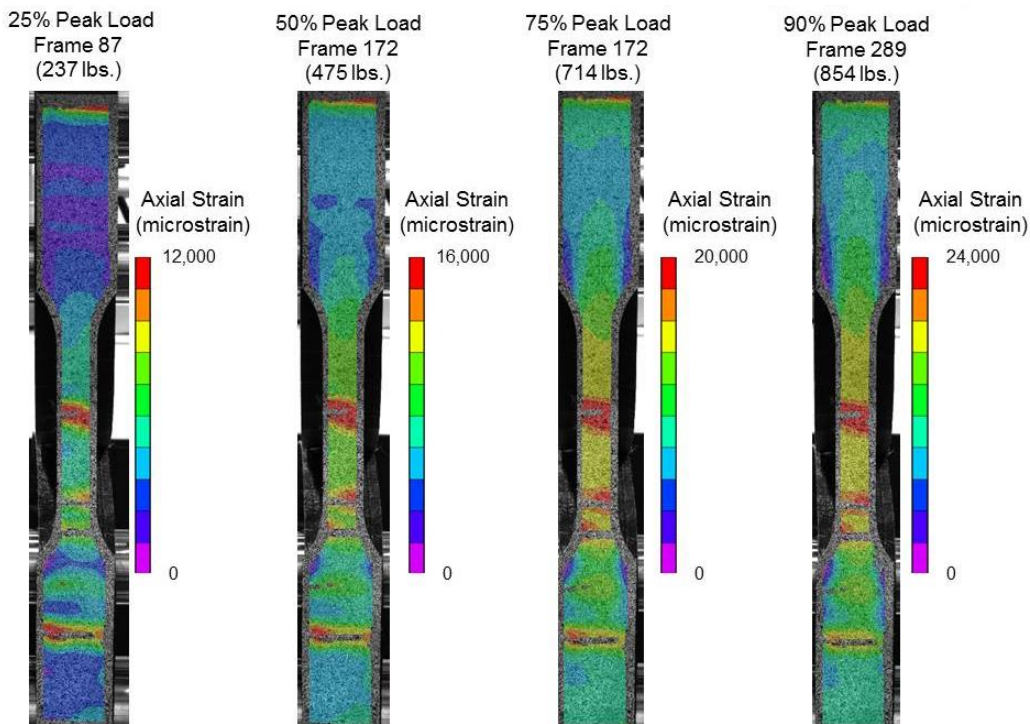 25% Peak Load
Frame 87
(237 lbs.)
50% Peak Load
Frame 172
(475 lbs.)
75% Peak Load
Frame 172
(714 lbs.)
90% Peak Load
Frame 289
(854 lbs.)
Axial Strain
(microstrain)
12,000
0
Axial Strain
(microstrain)
16,000
0
Axial Strain
(microstrain)
20,000
0
Axial Strain
(microstrain)
24,000
0